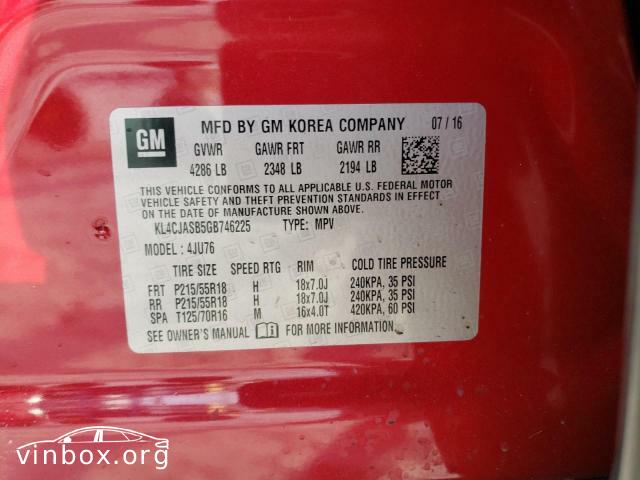 GM
MFD BY GM KOREA COMPANY 07 / 16
GVWR GAWR FRT GAWR RR
4286 LB 2348 LB 2194 LB
THIS VEHICLE CONFORMS TO ALL APPLICABLE U.S. FEDERAL MOTOR
VEHICLE SAFETY AND THEFT PREVENTION STANDARDS IN EFFECT
ON THE DATE OF MANUFACTURE SHOWN ABOVE.
KL4CJASB5GB746225 TYPE: MPV
MODEL : 4JU76
TIRE SIZE SPEED RTG RIM COLD TIRE PRESSURE
FRT P215/55R18 H 18x7.0J 240KPA, 35 PSI
RR P215/55R18 H 18x7.0J 240KPA, 35 PSI
SPA T125/70R16 M 16x4.0T 420KPA, 60 PSI
SEE OWNER'S MANUAL FOR MORE INFORMATION.
vinbox.org